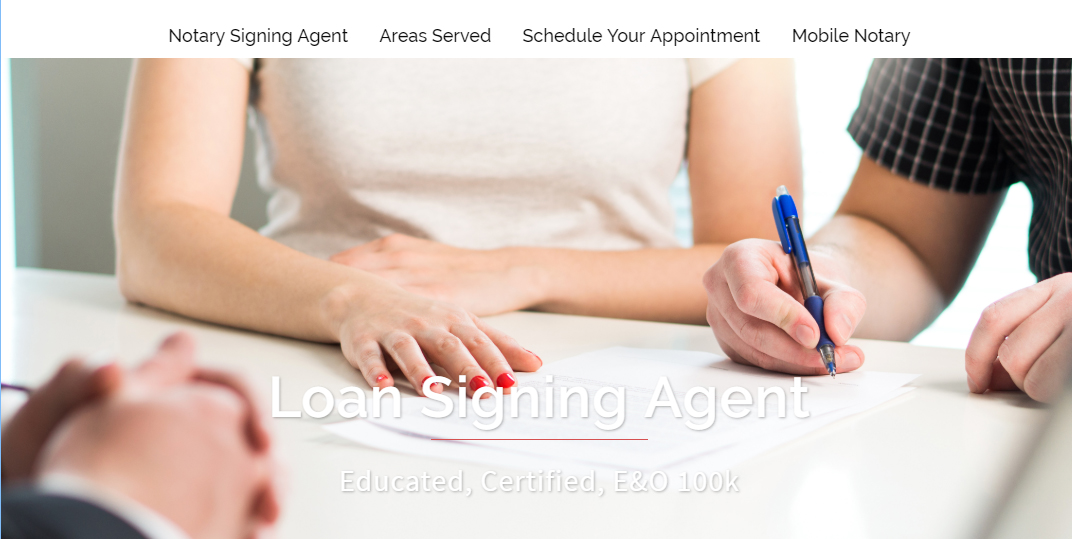 Notary Signing Agent Areas Served Schedule Your Appointment Mobile Notary
Loan Signing Agent
Educated, Certified, E&O 100k